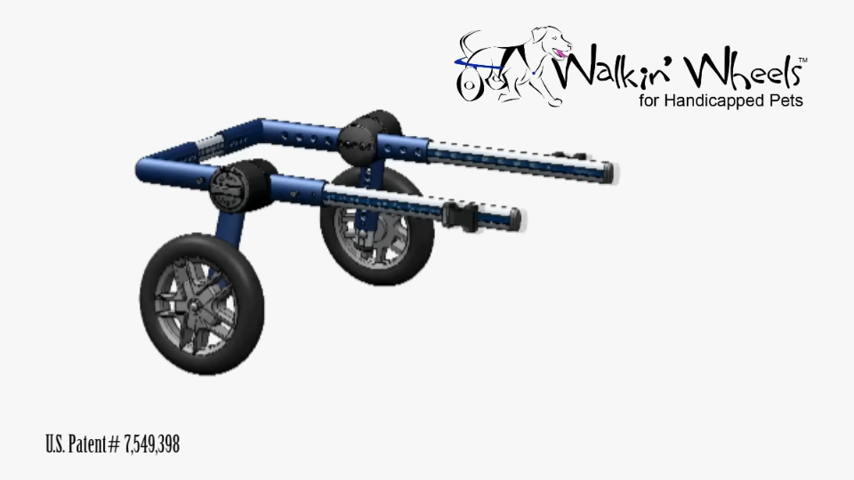 Walkin' Wheels™
for Handicapped Pets
U.S. Patent# 7,549,398